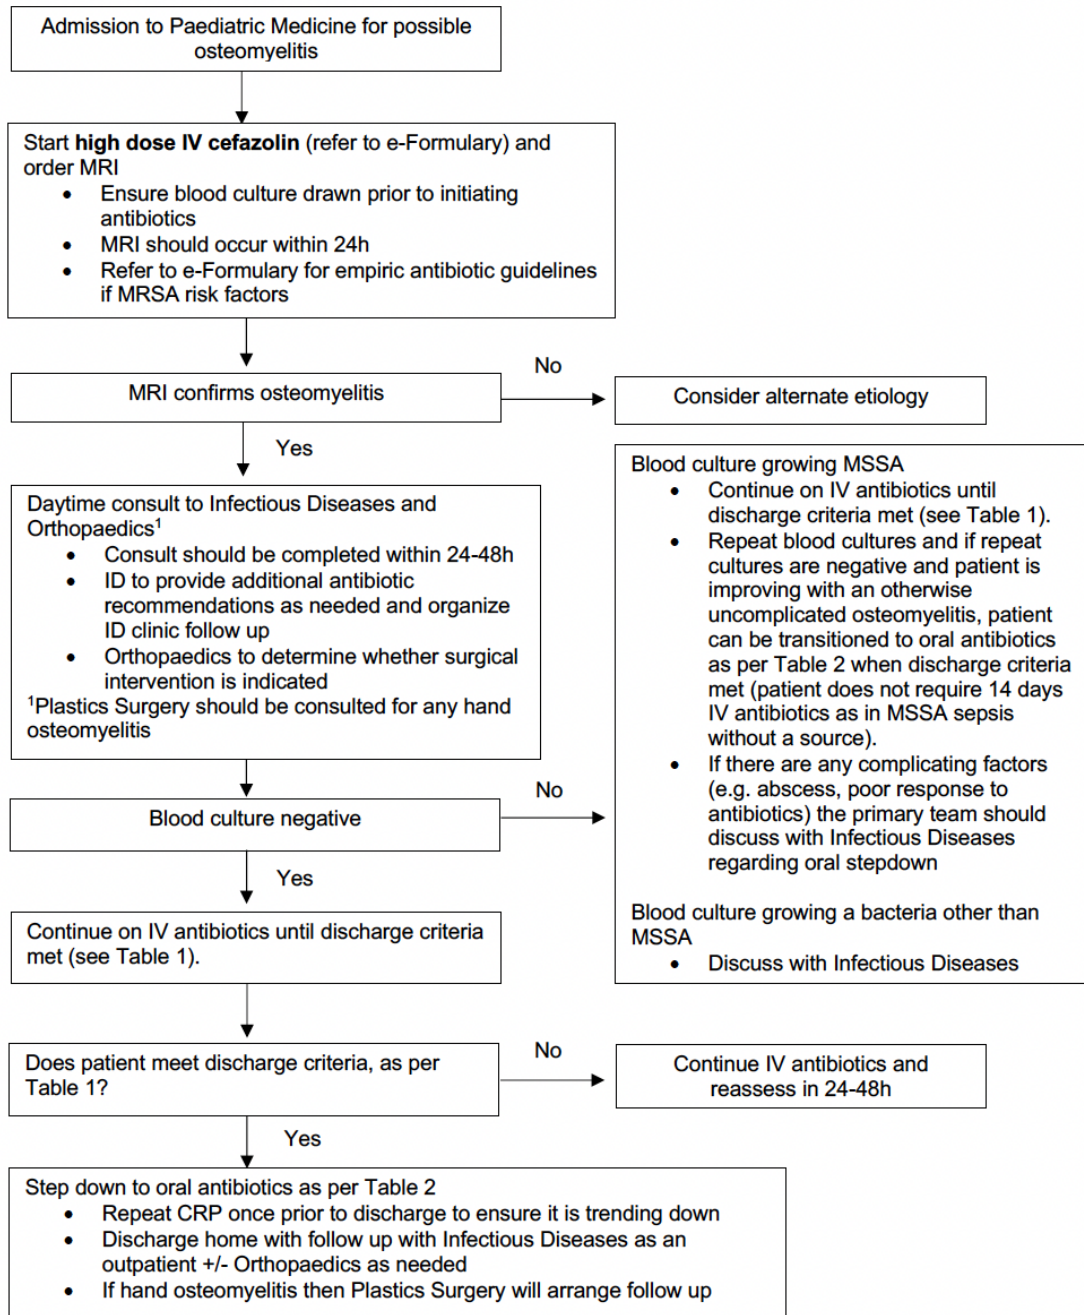 Admission to Paediatric Medicine for possible
osteomyelitis
Start high dose IV cefazolin (refer to e-Formulary) and
order MRI
• Ensure blood culture drawn prior to initiating
antibiotics
• MRI should occur within 24h
• Refer to e-Formulary for empiric antibiotic guidelines
if MRSA risk factors
MRI confirms osteomyelitis
No
Consider alternate etiology
Yes
Daytime consult to Infectious Diseases and
Orthopaedics¹
• Consult should be completed within 24-48h
• ID to provide additional antibiotic
recommendations as needed and organize
ID clinic follow up
• Orthopaedics to determine whether surgical
intervention is indicated
¹Plastics Surgery should be consulted for any hand
osteomyelitis
Blood culture negative
No
Blood culture growing MSSA
• Continue on IV antibiotics until
discharge criteria met (see Table 1).
• Repeat blood cultures and if repeat
cultures are negative and patient is
improving with an otherwise
uncomplicated osteomyelitis, patient
can be transitioned to oral antibiotics
as per Table 2 when discharge criteria
met (patient does not require 14 days
IV antibiotics as in MSSA sepsis
without a source).
• If there are any complicating factors
(e.g. abscess, poor response to
antibiotics) the primary team should
discuss with Infectious Diseases
regarding oral stepdown
Blood culture growing a bacteria other than
MSSA
• Discuss with Infectious Diseases
Yes
Continue on IV antibiotics until discharge criteria
met (see Table 1).
Does patient meet discharge criteria, as per
Table 1?
No
Continue IV antibiotics and
reassess in 24-48h
Yes
Step down to oral antibiotics as per Table 2
• Repeat CRP once prior to discharge to ensure it is trending down
• Discharge home with follow up with Infectious Diseases as an
outpatient +/- Orthopaedics as needed
• If hand osteomyelitis then Plastics Surgery will arrange follow up